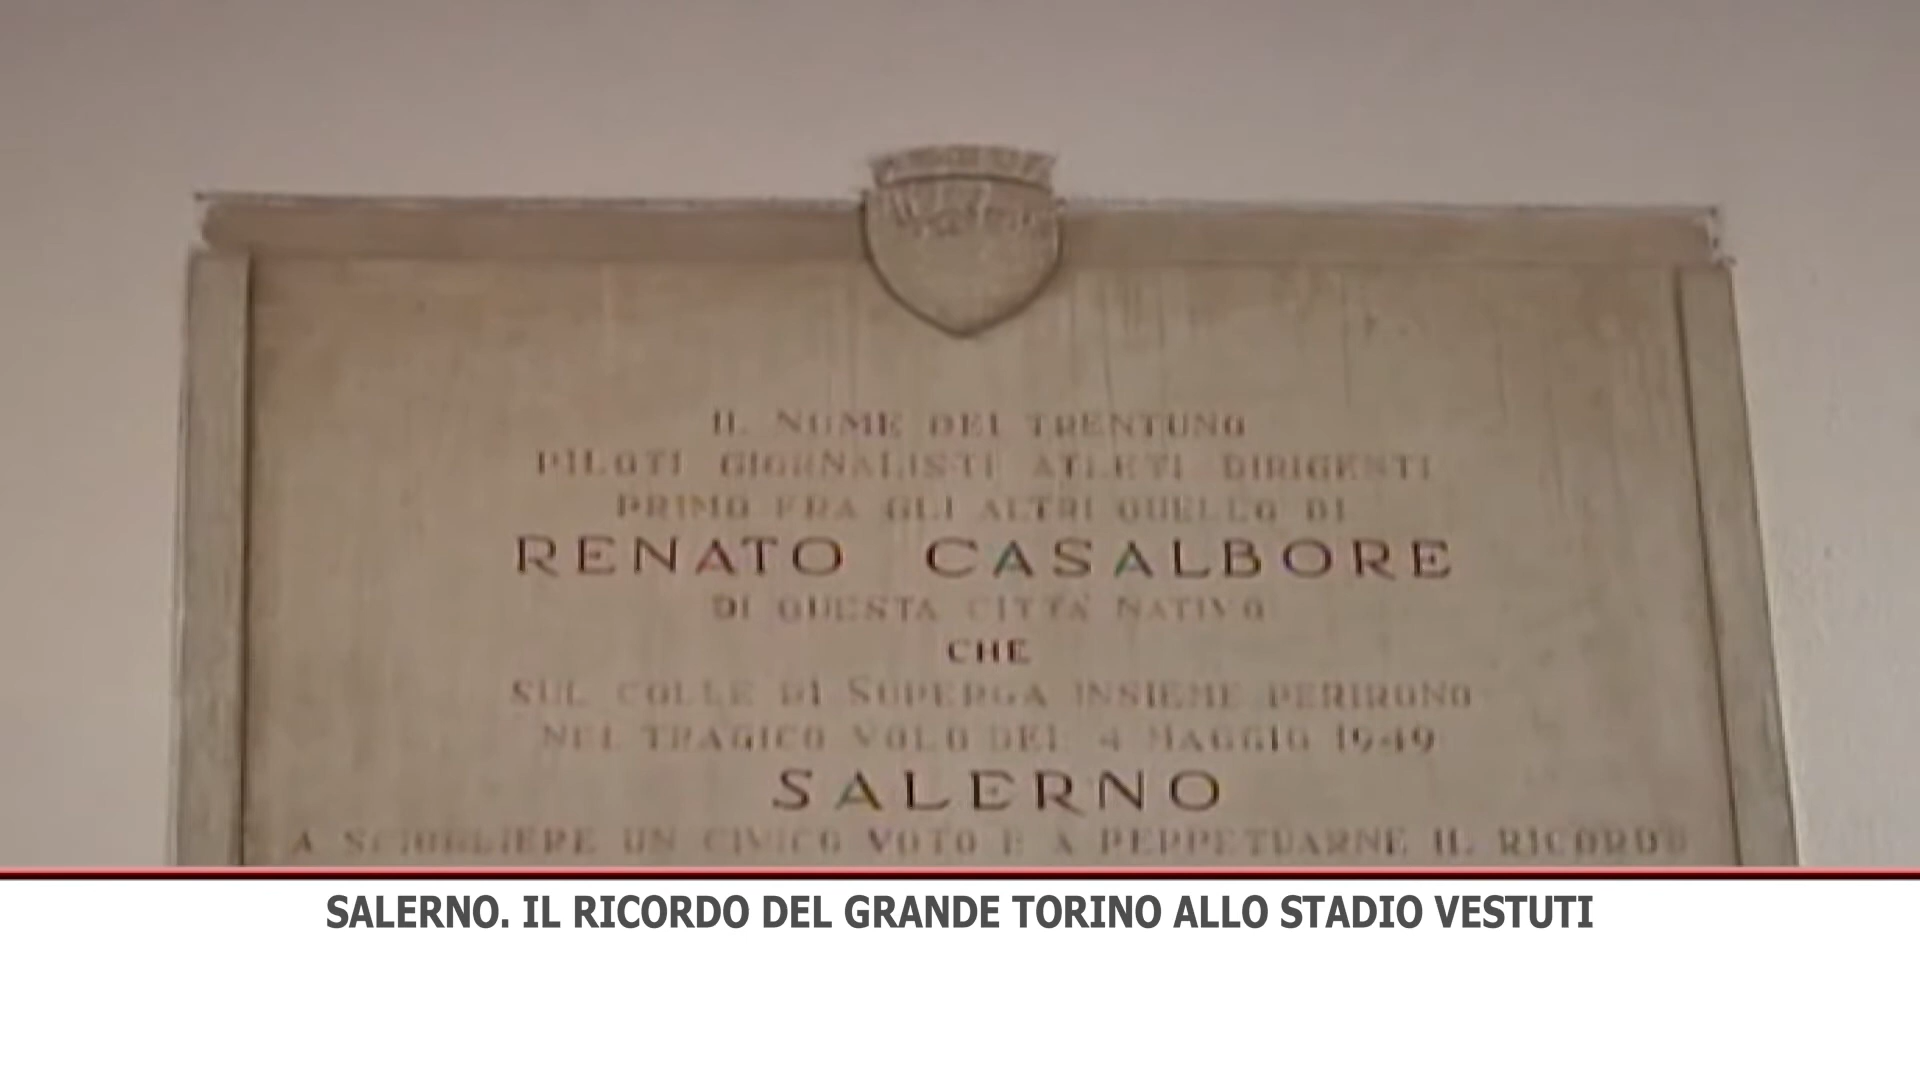 IL NOME DEI TRENTUNO
PILOTI GIORNALISTI ATLETI DIRIGENTI
PRIMO FRA GLI ALTRI QUELLO DI
RENATO CASALBORE
DI QUESTA CITTÀ NATIVO
CHE
SUL COLLE DI SUPERGA INSIEME PERIRONO
NEL TRAGICO VOLO DEL 4 MAGGIO 1949
SALERNO
A SCIOGLIERE UN CIVICO VOTO E A PERPETUARNE IL RICORDO
SALERNO. IL RICORDO DEL GRANDE TORINO ALLO STADIO VESTUTI